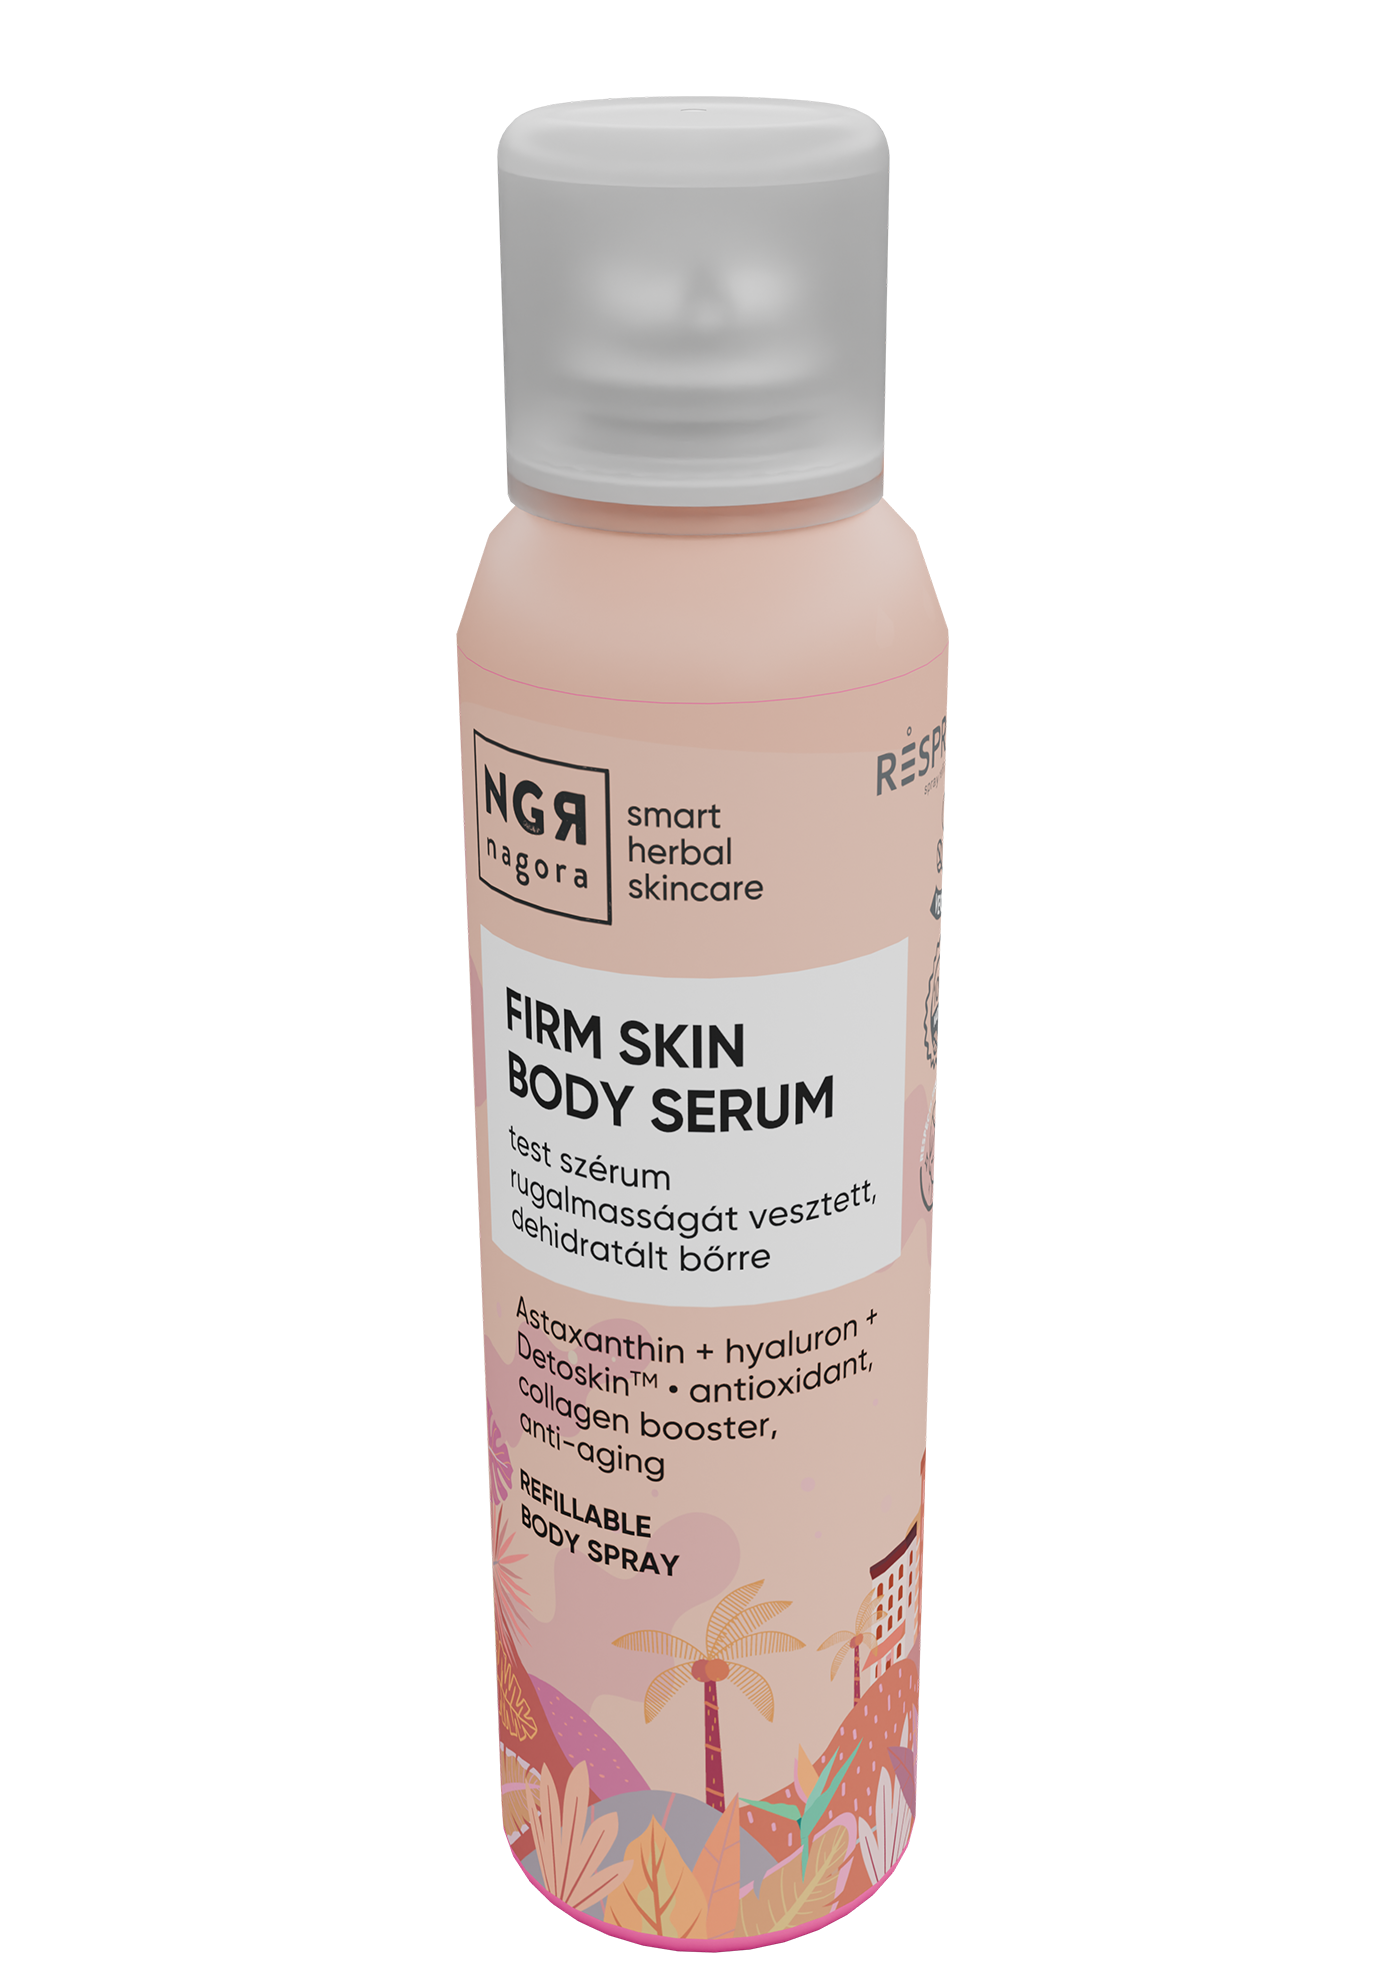 NGR
nagora
smart
herbal
skincare
FIRM SKIN
BODY SERUM
test szérum
rugalmasságát vesztett,
dehidratált bőrre
Astaxanthin + hyaluron +
Detoskin™ • antioxidant,
collagen booster,
anti-aging
REFILLABLE
BODY SPRAY